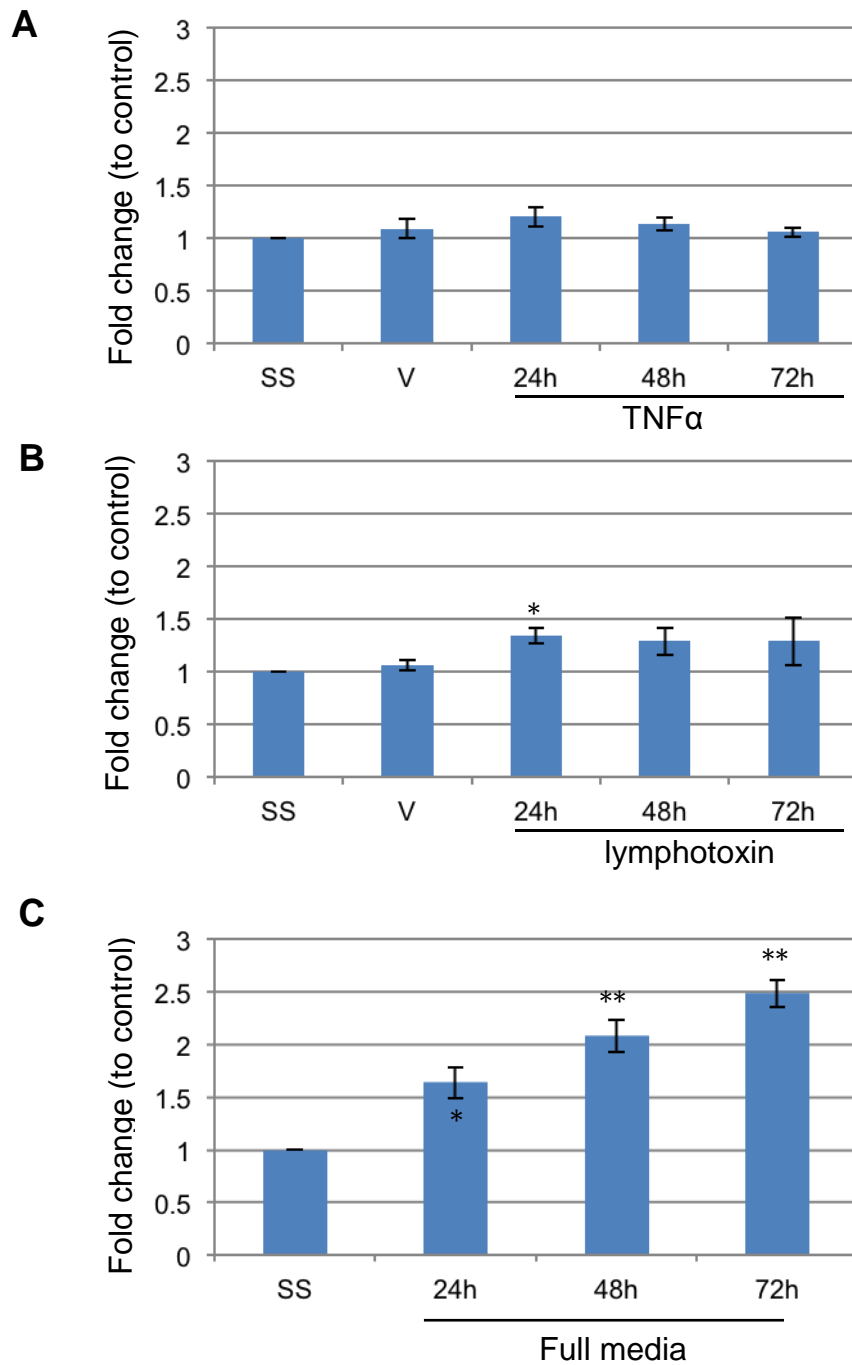 A
Fold change (to control)
3
2.5
2
1.5
1
0.5
0
SS V 24h 48h 72h
TNFα
B
Fold change (to control)
3
2.5
2
1.5
1
0.5
0
*
SS V 24h 48h 72h
lymphotoxin
C
Fold change (to control)
3
2.5
2
1.5
1
0.5
0
**
**
*
SS 24h 48h 72h
Full media